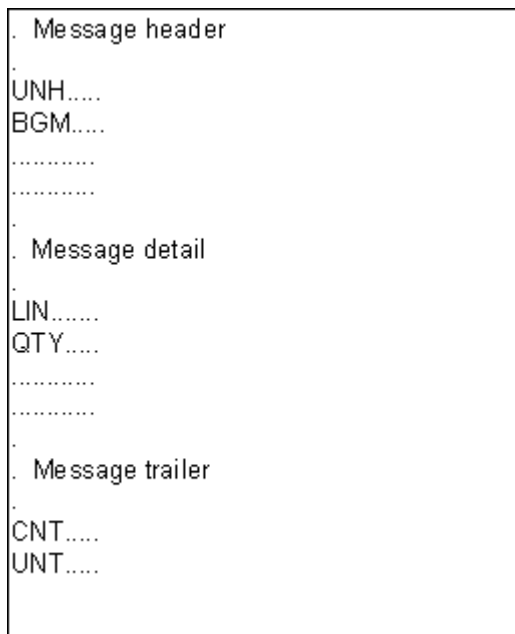 . Message header
.
UNH.....
BGM.....
...........
...........
.
. Message detail
.
LIN.......
QTY.....
...........
...........
.
. Message trailer
.
CNT.....
UNT.....